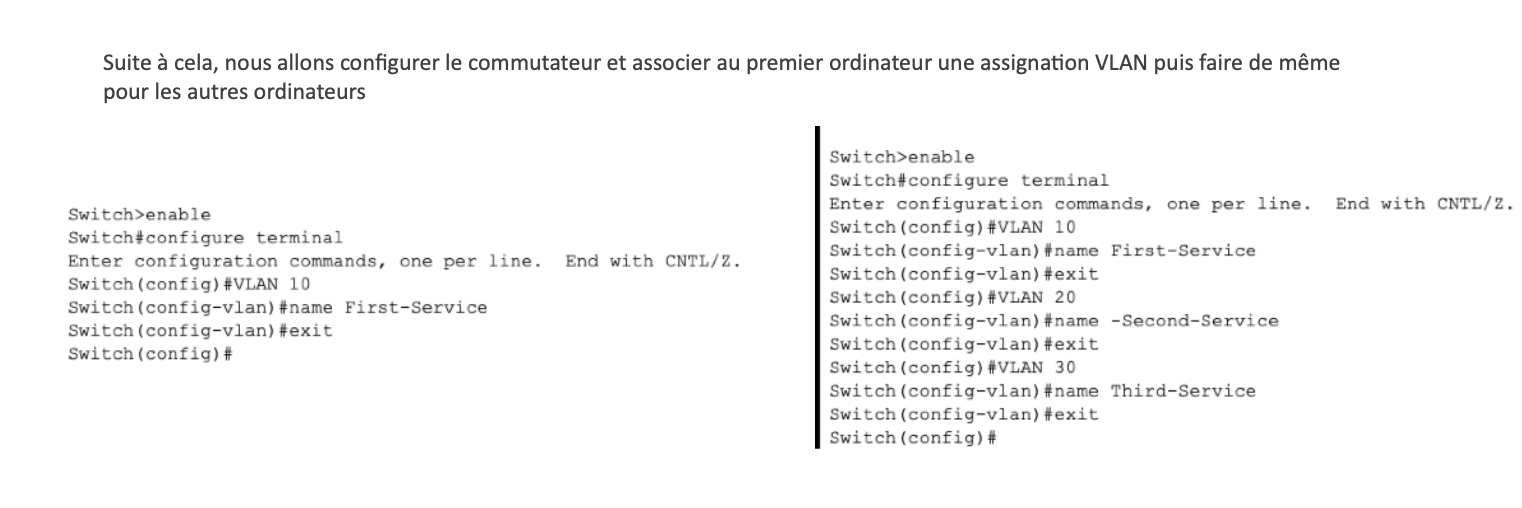 Suite à cela, nous allons configurer le commutateur et associer au premier ordinateur une assignation VLAN puis faire de même
pour les autres ordinateurs
Switch>enable
Switch#configure terminal
Enter configuration commands, one per line.  End with CNTL/Z.
Switch(config)#VLAN 10
Switch(config-vlan)#name First-Service
Switch(config-vlan)#exit
Switch(config)#
Switch>enable
Switch#configure terminal
Enter configuration commands, one per line.  End with CNTL/Z.
Switch(config)#VLAN 10
Switch(config-vlan)#name First-Service
Switch(config-vlan)#exit
Switch(config)#VLAN 20
Switch(config-vlan)#name -Second-Service
Switch(config-vlan)#exit
Switch(config)#VLAN 30
Switch(config-vlan)#name Third-Service
Switch(config-vlan)#exit
Switch(config)#